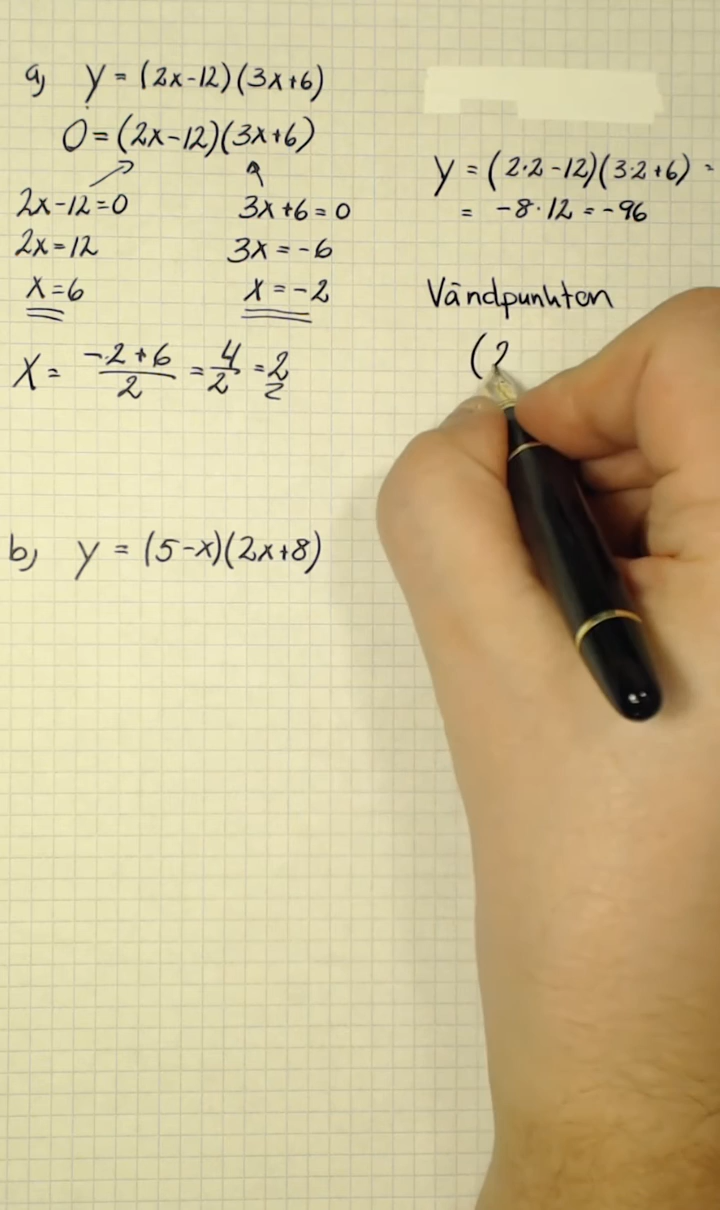 a) y = (2x-12)(3x+6)
0 = (2x-12)(3x+6)
2x-12=0
2x=12
x=6
3x+6=0
3x=-6
x=-2
x = \frac{-2+6}{2} = \frac{4}{2} = 2
y = (2·2-12)(3·2+6) =
= -8·12 = -96
Vändpunkten
(2
b) y = (5-x)(2x+8)